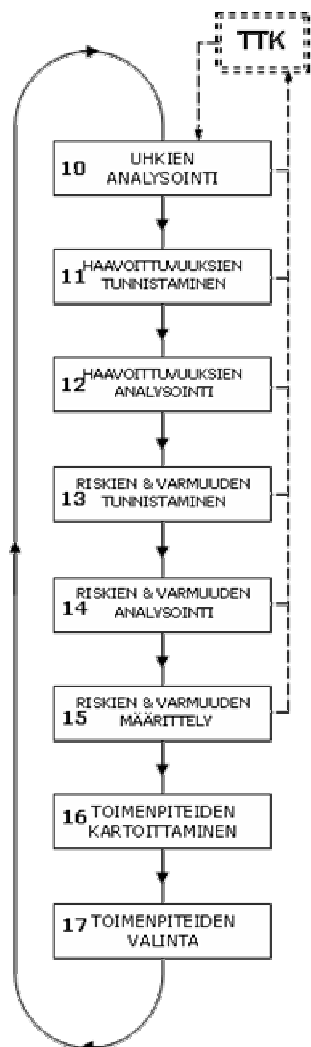 TTK
10 UHKIEN
ANALYSOINTI
11 HAAVOITTUVUUKSIEN
TUNNISTAMINEN
12 HAAVOITTUVUUKSIEN
ANALYSOINTI
13 RISKIEN & VARMUUDEN
TUNNISTAMINEN
14 RISKIEN & VARMUUDEN
ANALYSOINTI
15 RISKIEN & VARMUUDEN
MÄÄRITTELY
16 TOIMENPITEIDEN
KARTOITTAMINEN
17 TOIMENPITEIDEN
VALINTA